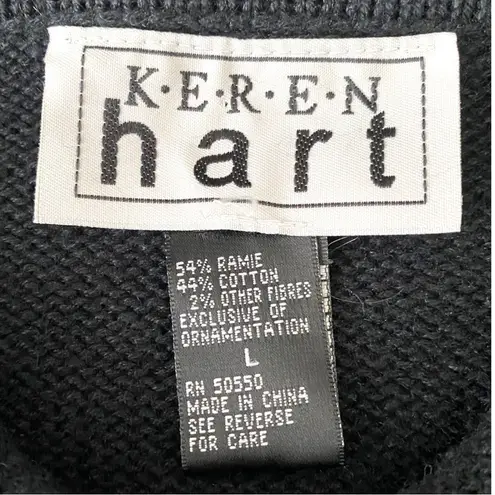 K·E·R·E·N
hart
54% RAMIE
44% COTTON
2% OTHER FIBRES
EXCLUSIVE OF
ORNAMENTATION
L
RN 50550
MADE IN CHINA
SEE REVERSE
FOR CARE